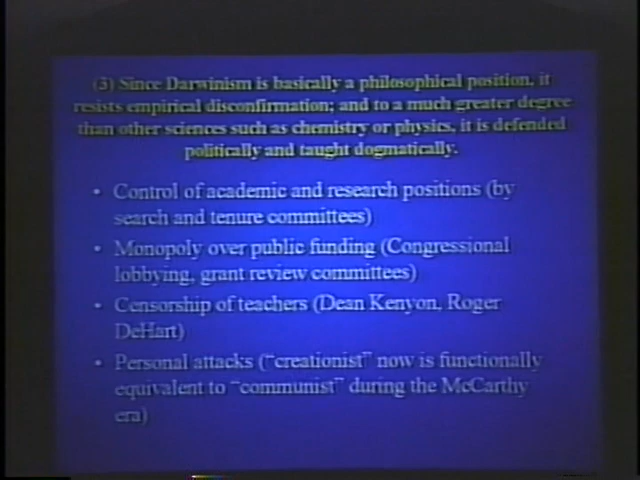 (3) Since Darwinism is basically a philosophical position, it
resists empirical disconfirmation; and to a much greater degree
than other sciences such as chemistry or physics, it is defended
politically and taught dogmatically.
• Control of academic and research positions (by
search and tenure committees)
• Monopoly over public funding (Congressional
lobbying, grant review committees)
• Censorship of teachers (Dean Kenyon, Roger
DeHart)
• Personal attacks (“creationist” now is functionally
equivalent to “communist” during the McCarthy
era)